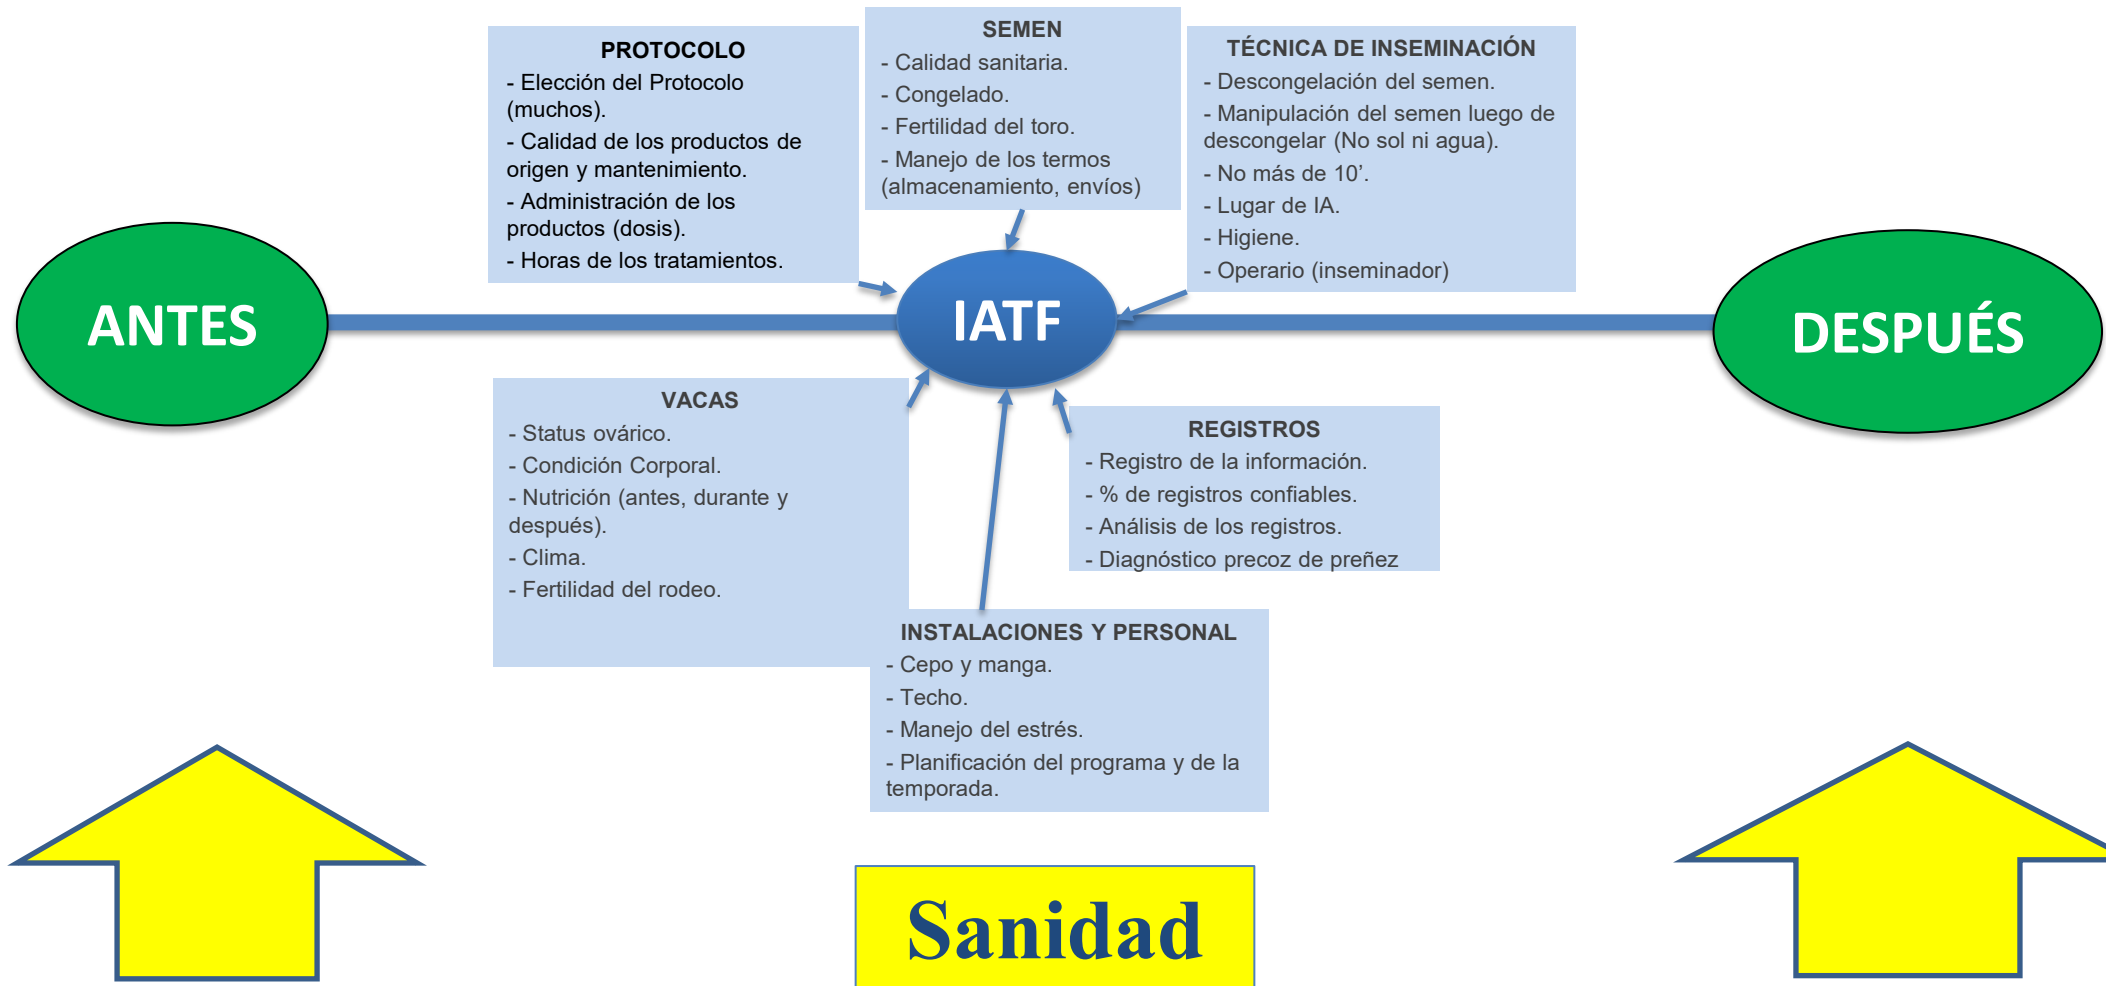 PROTOCOLO
- Elección del Protocolo
(muchos).
- Calidad de los productos de
origen y mantenimiento.
- Administración de los
productos (dosis).
- Horas de los tratamientos.
SEMEN
- Calidad sanitaria.
- Congelado.
- Fertilidad del toro.
- Manejo de los termos
(almacenamiento, envíos)
TÉCNICA DE INSEMINACIÓN
- Descongelación del semen.
- Manipulación del semen luego de
descongelar (No sol ni agua).
- No más de 10’.
- Lugar de IA.
- Higiene.
- Operario (inseminador)
ANTES
IATF
DESPUÉS
VACAS
- Status ovárico.
- Condición Corporal.
- Nutrición (antes, durante y
después).
- Clima.
- Fertilidad del rodeo.
REGISTROS
- Registro de la información.
- % de registros confiables.
- Análisis de los registros.
- Diagnóstico precoz de preñez
INSTALACIONES Y PERSONAL
- Cepo y manga.
- Techo.
- Manejo del estrés.
- Planificación del programa y de la
temporada.
Sanidad